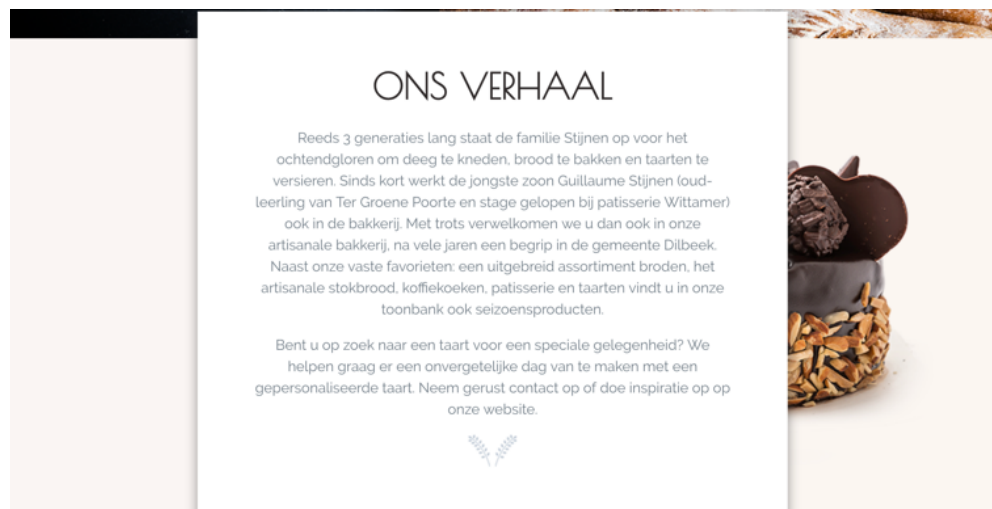 ONS VERHAAL
Reeds 3 generaties lang staat de familie Stijnen op voor het
ochtendgloren om deeg te kneden, brood te bakken en taarten te
versieren. Sinds kort werkt de jongste zoon Guillaume Stijnen (oud-
leerling van Ter Groene Poorte en stage gelopen bij patisserie Wittamer)
ook in de bakkerij. Met trots verwelkomen we u dan ook in onze
artisanale bakkerij, na vele jaren een begrip in de gemeente Dilbeek.
Naast onze vaste favorieten: een uitgebreid assortiment broden, het
artisanale stokbrood, koffiekoeken, patisserie en taarten vindt u in onze
toonbank ook seizoensproducten.
Bent u op zoek naar een taart voor een speciale gelegenheid? We
helpen graag er een onvergetelijke dag van te maken met een
gepersonaliseerde taart. Neem gerust contact op of doe inspiratie op op
onze website.